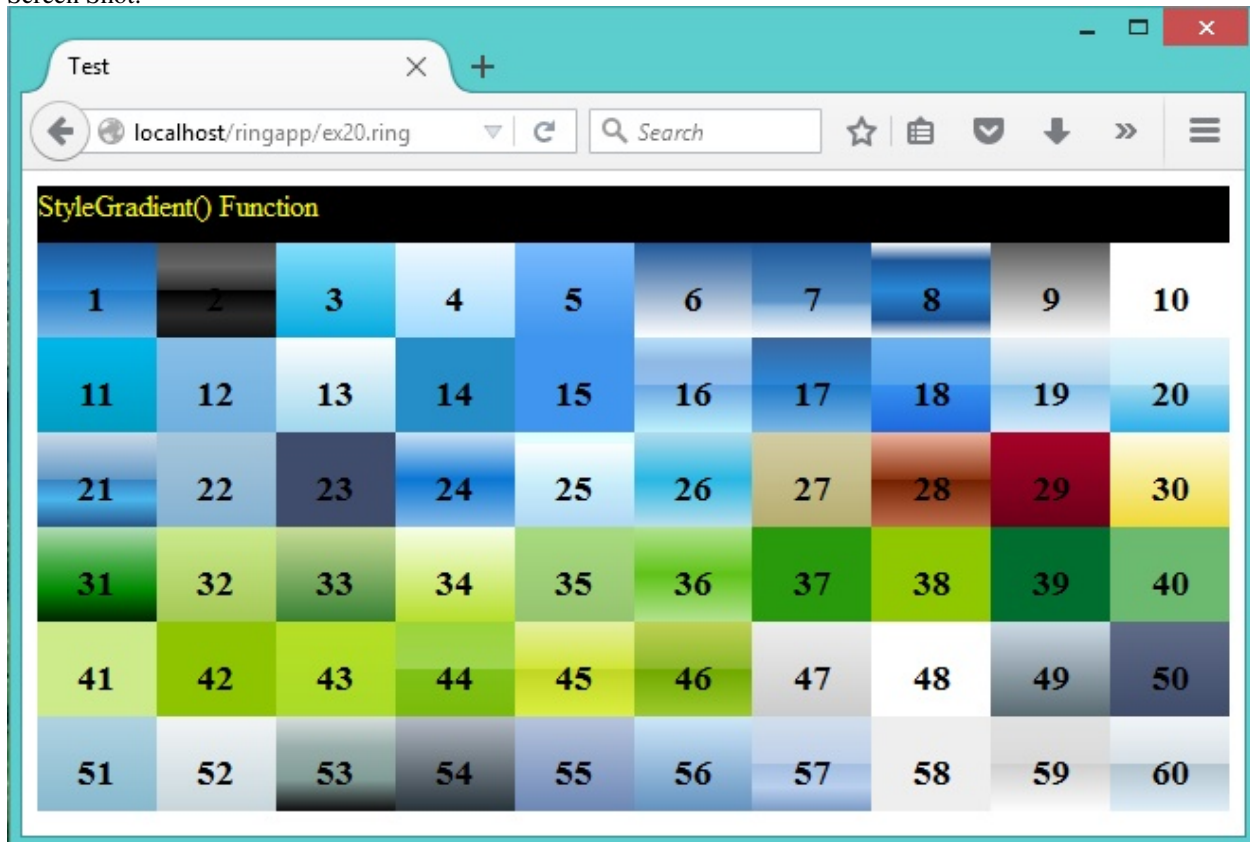 Screen Shot:
Test
localhost/ringapp/ex20.ring
Search
StyleGradient() Function
1 2 3 4 5 6 7 8 9 10
11 12 13 14 15 16 17 18 19 20
21 22 23 24 25 26 27 28 29 30
31 32 33 34 35 36 37 38 39 40
41 42 43 44 45 46 47 48 49 50
51 52 53 54 55 56 57 58 59 60